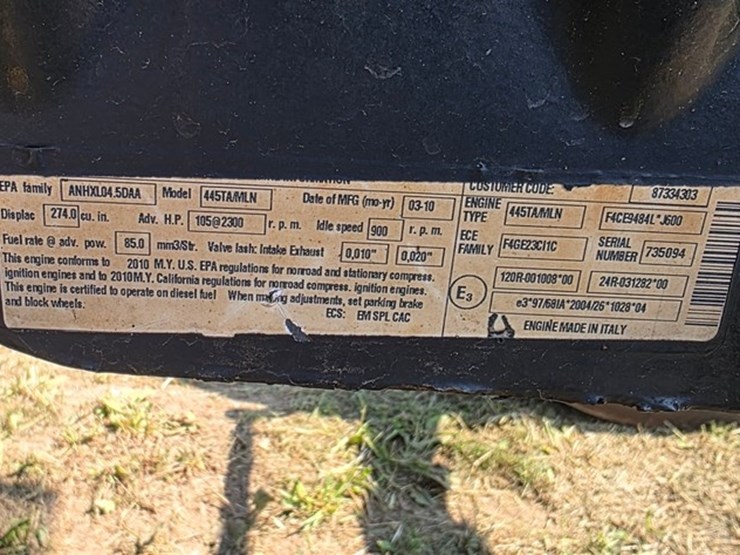 EPA family ANHXL04.5DAA Model 445TA/MLN Date of MFG (mo-yr) 03-10
Displac 274,0 cu. in. Adv. H.P. 105@2300 r. p. m. Idle speed 900 r. p. m.
Fuel rate @ adv. pow. 85.0 mm3/Str. Valve lash: Intake Exhaust 0,010" 0,020"
This engine conforms to 2010 M.Y. U.S. EPA regulations for nonroad and stationary compress.
ignition engines and to 2010M.Y. California regulations for nonroad compress. ignition engines.
This engine is certified to operate on diesel fuel When making adjustments, set parking brake
and block wheels.
ECS: EM SPL CAC
CUSTOMER CODE: 87334303
ENGINE TYPE 445TA/MLN F4CE9484L*J600
ECE FAMILY F4GE23C11C SERIAL NUMBER 735094
120R-001008*00 24R-031282*00
E3 e3*97/68IA*2004/26*1028*04
ENGINE MADE IN ITALY